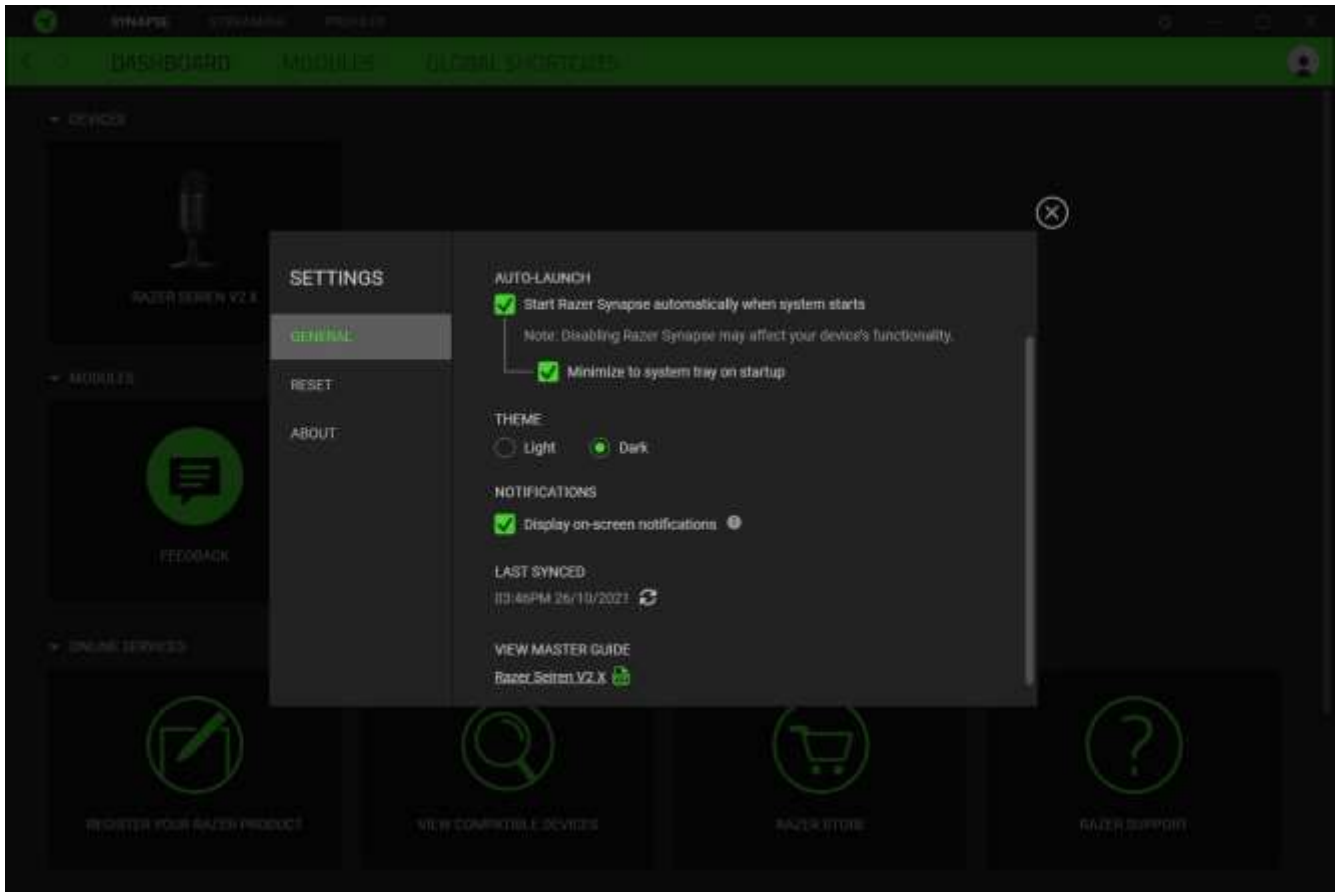 SYNAPSE
DASHBOARD
MODULES
GLOBAL SHORTCUTS
DEVICES
RAZER SEIREN V2 X
SETTINGS
GENERAL
RESET
ABOUT
AUTO-LAUNCH
Start Razer Synapse automatically when system starts
Note: Disabling Razer Synapse may affect your device's functionality.
Minimize to system tray on startup
THEME
Light
Dark
NOTIFICATIONS
Display on-screen notifications
LAST SYNCED
03:46PM 26/10/2021
VIEW MASTER GUIDE
Razer Seiren V2 X
MODULES
FEEDBACK
ONLINE SERVICES
REGISTER YOUR RAZER PRODUCT
VIEW COMPATIBLE DEVICES
RAZER STORE
RAZER SUPPORT